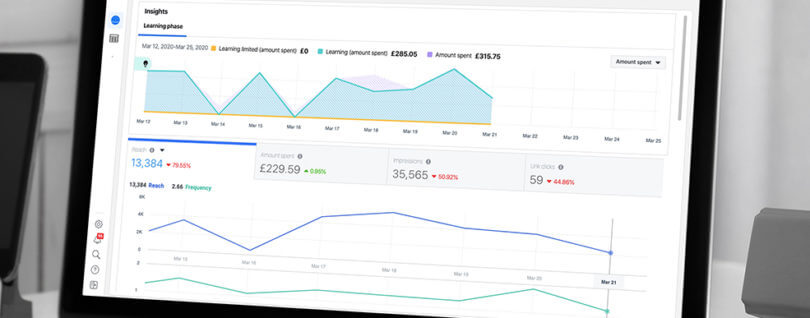 Insights
Learning phase
Mar 12, 2020-Mar 25, 2020 Learning limited (amount spent) £0 Learning (amount spent) £285.05 Amount spent £315.75
Amount spent
Mar 12 Mar 13 Mar 14 Mar 15 Mar 16 Mar 17 Mar 18 Mar 19 Mar 20 Mar 21 Mar 22 Mar 23 Mar 24 Mar 25
Reach Amount spent Impressions Link clicks
13,384 79.55% £229.59 0.95% 35,565 50.92% 59 44.86%
13,384 Reach 2.66 Frequency
6K
4K
2K
0
Mar 15 Mar 16 Mar 17 Mar 18 Mar 19 Mar 20 Mar 21
2
1